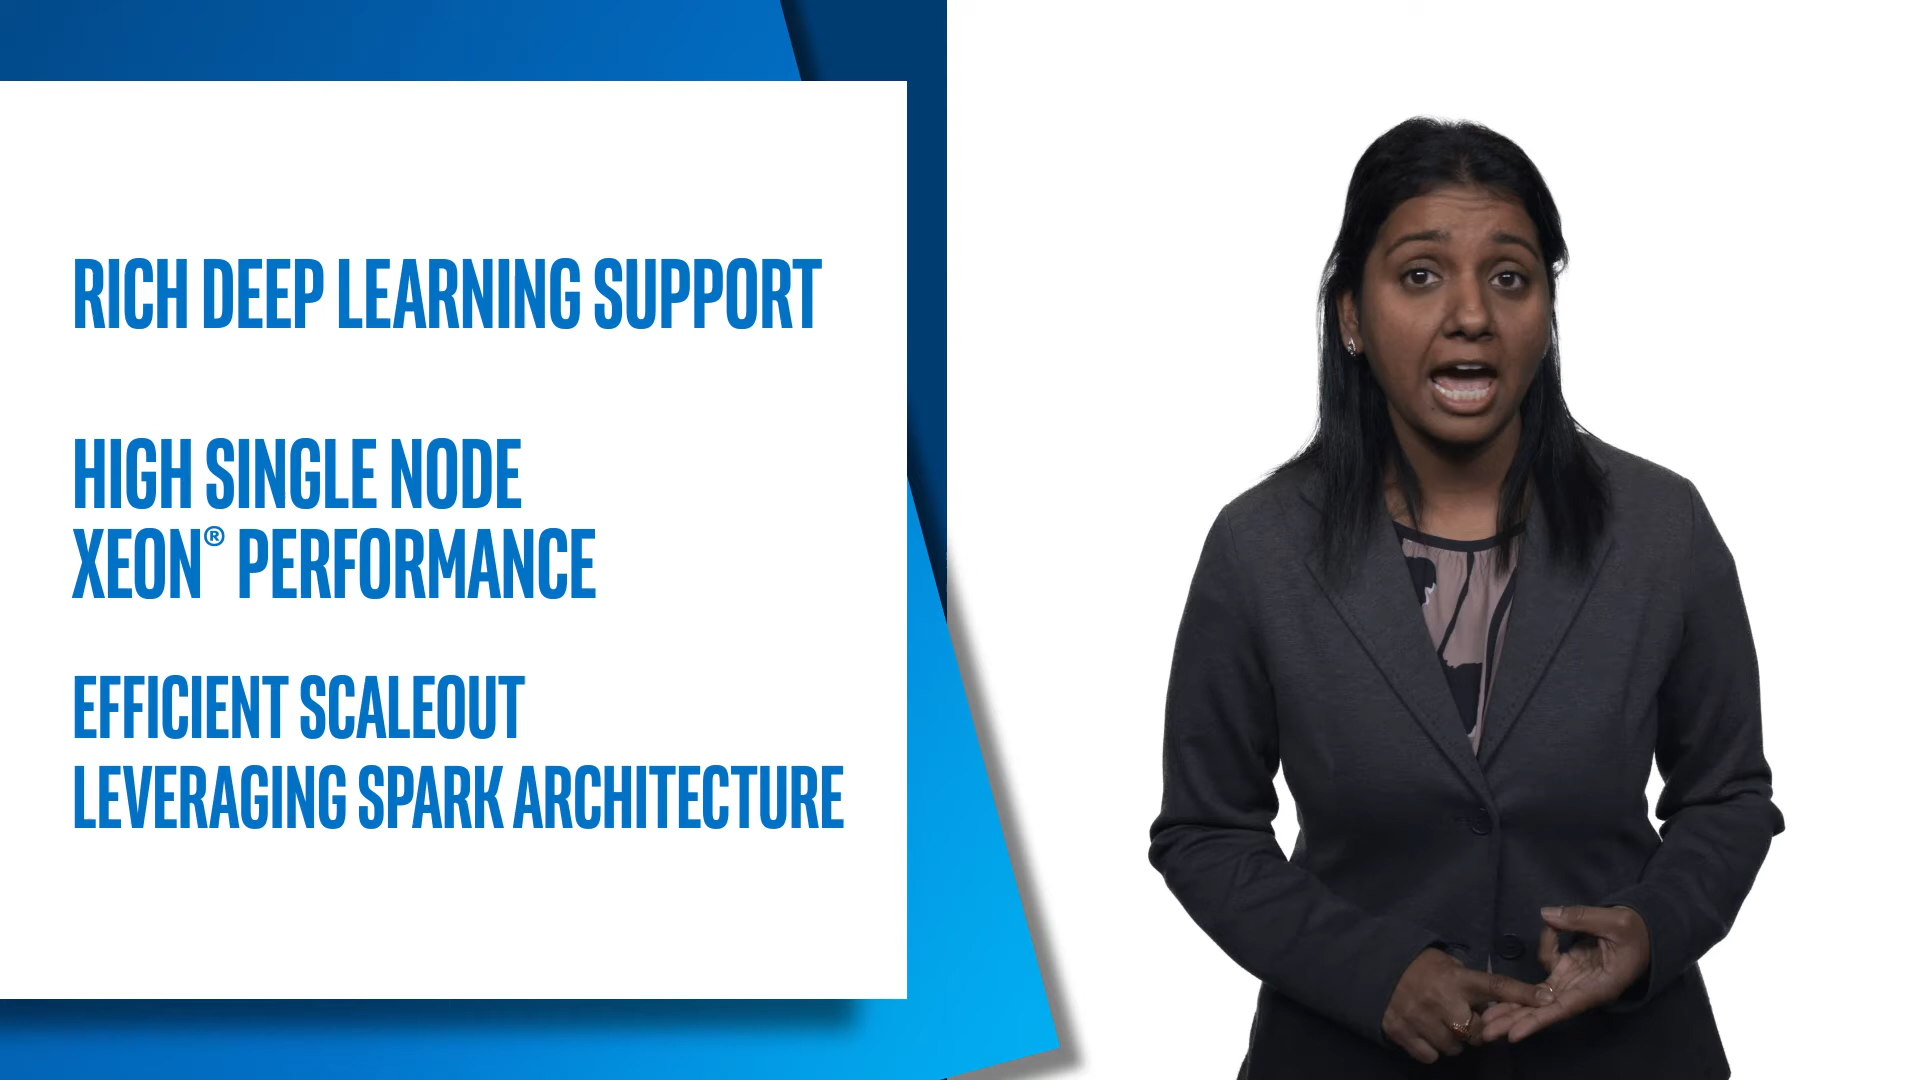 RICH DEEP LEARNING SUPPORT
HIGH SINGLE NODE
XEON® PERFORMANCE
EFFICIENT SCALEOUT
LEVERAGING SPARK ARCHITECTURE